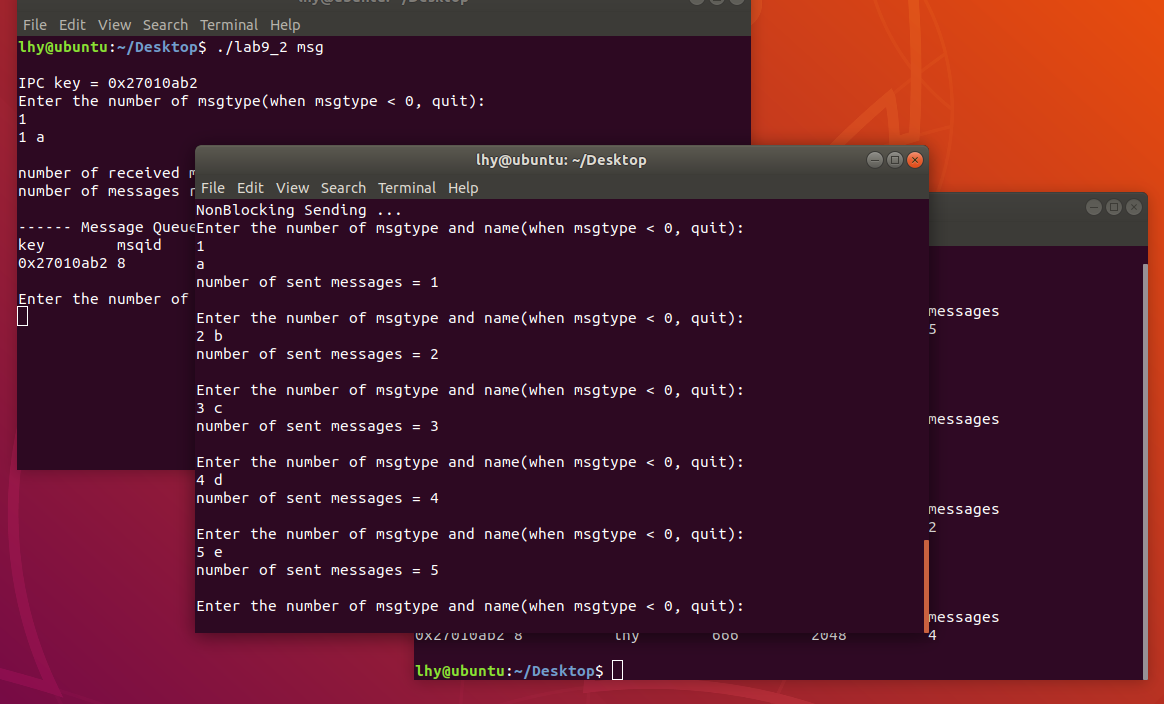 File Edit View Search Terminal Help
lhy@ubuntu:~/Desktop$ ./lab9_2 msg
IPC key = 0x27010ab2
Enter the number of msgtype(when msgtype < 0, quit):
1
1 a
number of received
number of messages
------ Message Queue
key msqid
0x27010ab2 8
Enter the number of
lhy@ubuntu: ~/Desktop
File Edit View Search Terminal Help
NonBlocking Sending ...
Enter the number of msgtype and name(when msgtype < 0, quit):
1
a
number of sent messages = 1
Enter the number of msgtype and name(when msgtype < 0, quit):
2 b
number of sent messages = 2
Enter the number of msgtype and name(when msgtype < 0, quit):
3 c
number of sent messages = 3
Enter the number of msgtype and name(when msgtype < 0, quit):
4 d
number of sent messages = 4
Enter the number of msgtype and name(when msgtype < 0, quit):
5 e
number of sent messages = 5
Enter the number of msgtype and name(when msgtype < 0, quit):
messages
5
messages
messages
2
messages
0x27010ab2 8 lhy 666 2048 4
lhy@ubuntu:~/Desktop$